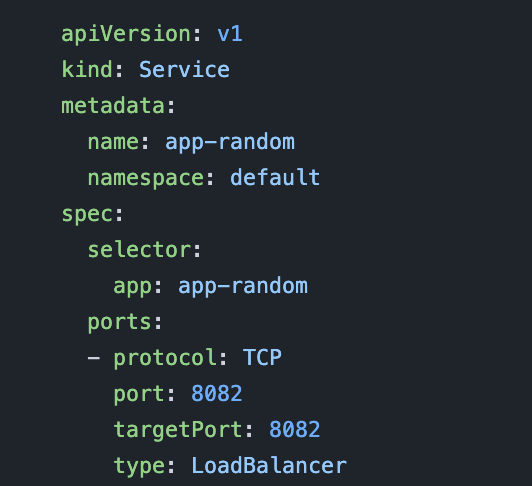 apiVersion: v1
kind: Service
metadata:
  name: app-random
  namespace: default
spec:
  selector:
    app: app-random
  ports:
  - protocol: TCP
    port: 8082
    targetPort: 8082
    type: LoadBalancer